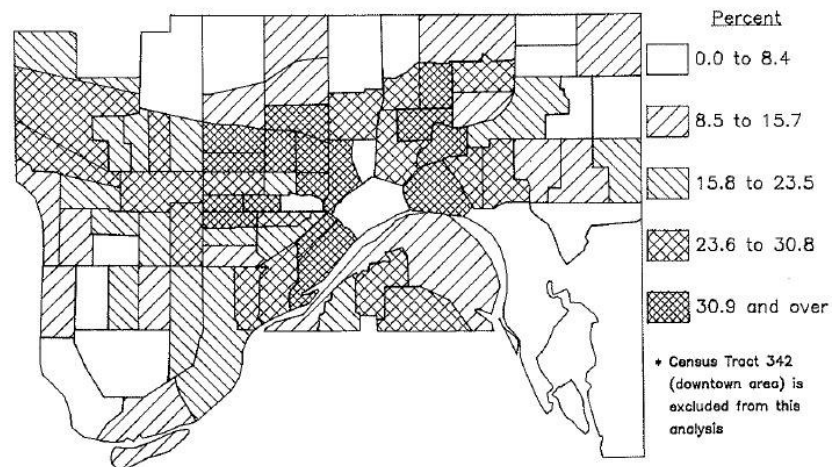 Percent
0.0 to 8.4
8.5 to 15.7
15.8 to 23.5
23.6 to 30.8
30.9 and over
* Census Tract 342
(downtown area) is
excluded from this
analysis